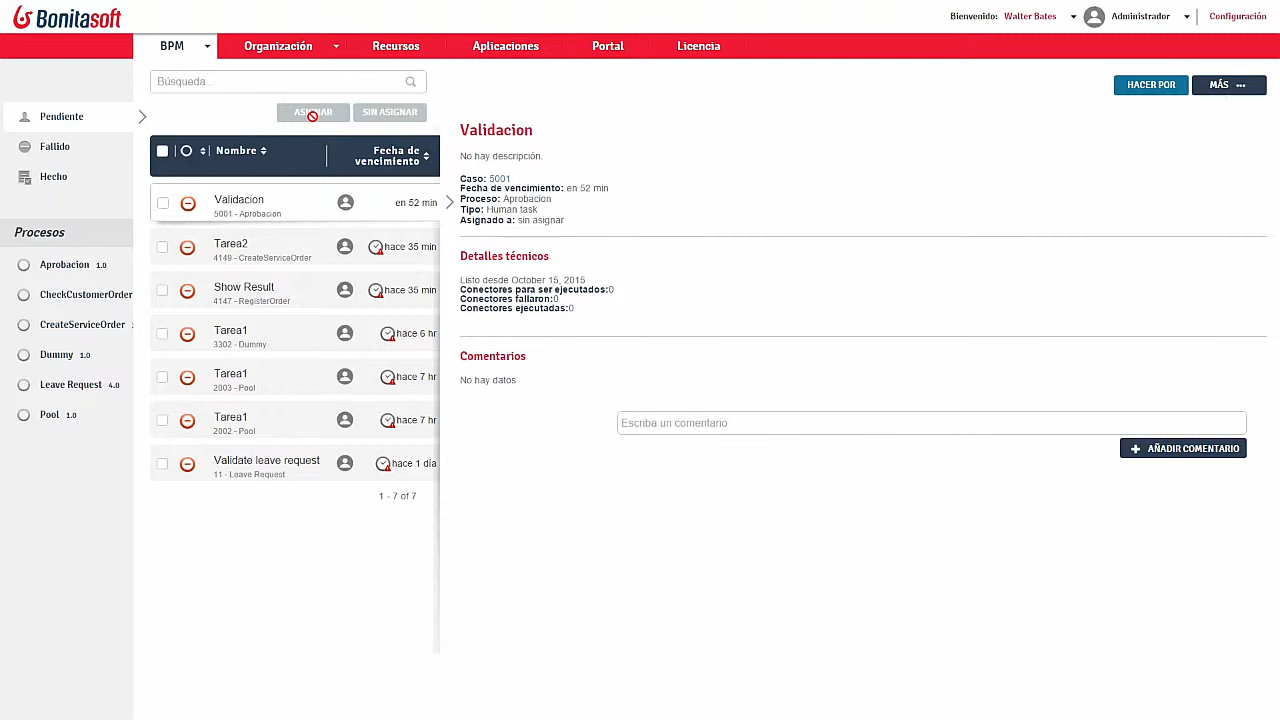 Bonitasoft
Bienvenido: Walter Bates
Administrador
Configuración
BPM
Organización
Recursos
Aplicaciones
Portal
Licencia
Pendiente
Fallido
Hecho
Procesos
Aprobacion 1.0
CheckCustomerOrder
CreateServiceOrder
Dummy 1.0
Leave Request 4.0
Pool 1.0
Búsqueda...
ASIGNAR
SIN ASIGNAR
Nombre
Fecha de
vencimiento
Validacion
en 52 min
5001 - Aprobacion
Tarea2
hace 35 min
4149 - CreateServiceOrder
Show Result
hace 35 min
4147 - RegisterOrder
Tarea1
hace 6 hr
3302 - Dummy
Tarea1
hace 7 hr
2003 - Pool
Tarea1
hace 7 hr
2002 - Pool
Validate leave request
hace 1 día
11 - Leave Request
1 - 7 of 7
HACER POR
MÁS ...
Validacion
No hay descripción.
Caso: 5001
Fecha de vencimiento: en 52 min
Proceso: Aprobacion
Tipo: Human task
Asignado a: sin asignar
Detalles técnicos
Listo desde October 15, 2015
Conectores para ser ejecutados:0
Conectores fallaron:0
Conectores ejecutadas:0
Comentarios
No hay datos
Escriba un comentario
AÑADIR COMENTARIO